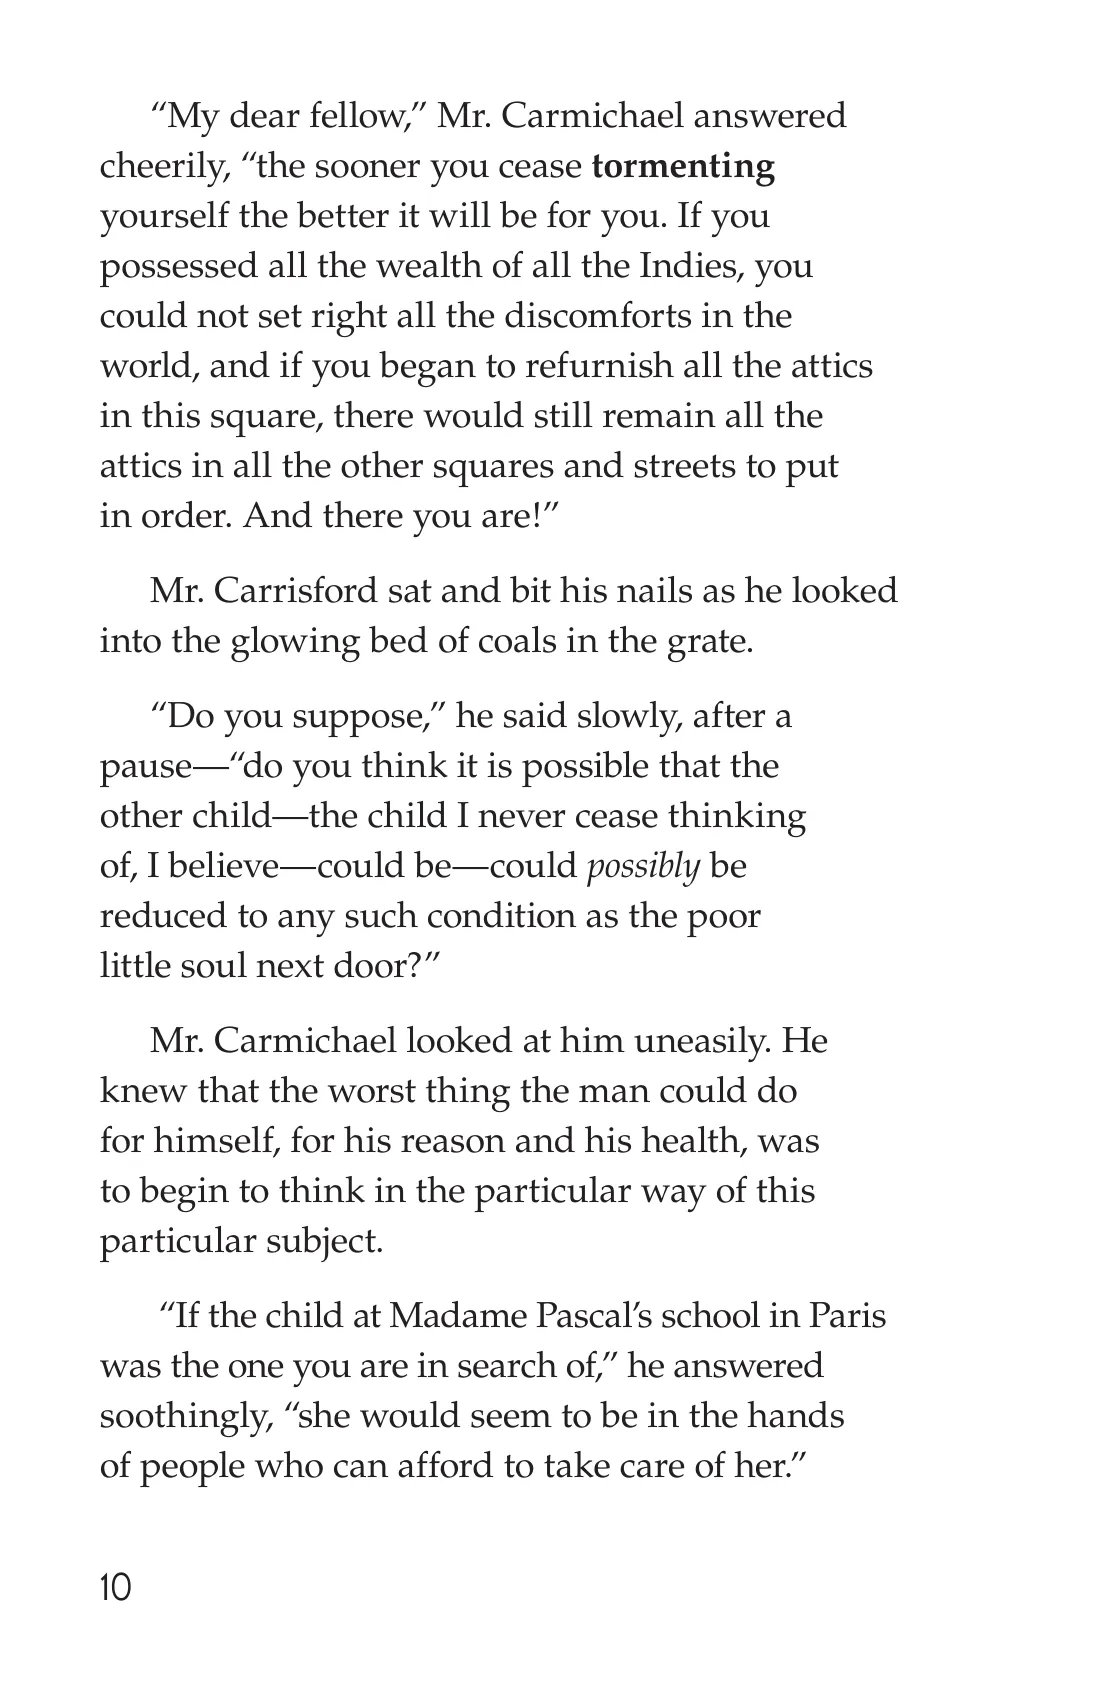 “My dear fellow,” Mr. Carmichael answered
cheerily, “the sooner you cease tormenting
yourself the better it will be for you. If you
possessed all the wealth of all the Indies, you
could not set right all the discomforts in the
world, and if you began to refurnish all the attics
in this square, there would still remain all the
attics in all the other squares and streets to put
in order. And there you are!”
Mr. Carrisford sat and bit his nails as he looked
into the glowing bed of coals in the grate.
“Do you suppose,” he said slowly, after a
pause—“do you think it is possible that the
other child—the child I never cease thinking
of, I believe—could be—could possibly be
reduced to any such condition as the poor
little soul next door?”
Mr. Carmichael looked at him uneasily. He
knew that the worst thing the man could do
for himself, for his reason and his health, was
to begin to think in the particular way of this
particular subject.
“If the child at Madame Pascal’s school in Paris
was the one you are in search of,” he answered
soothingly, “she would seem to be in the hands
of people who can afford to take care of her.”
10